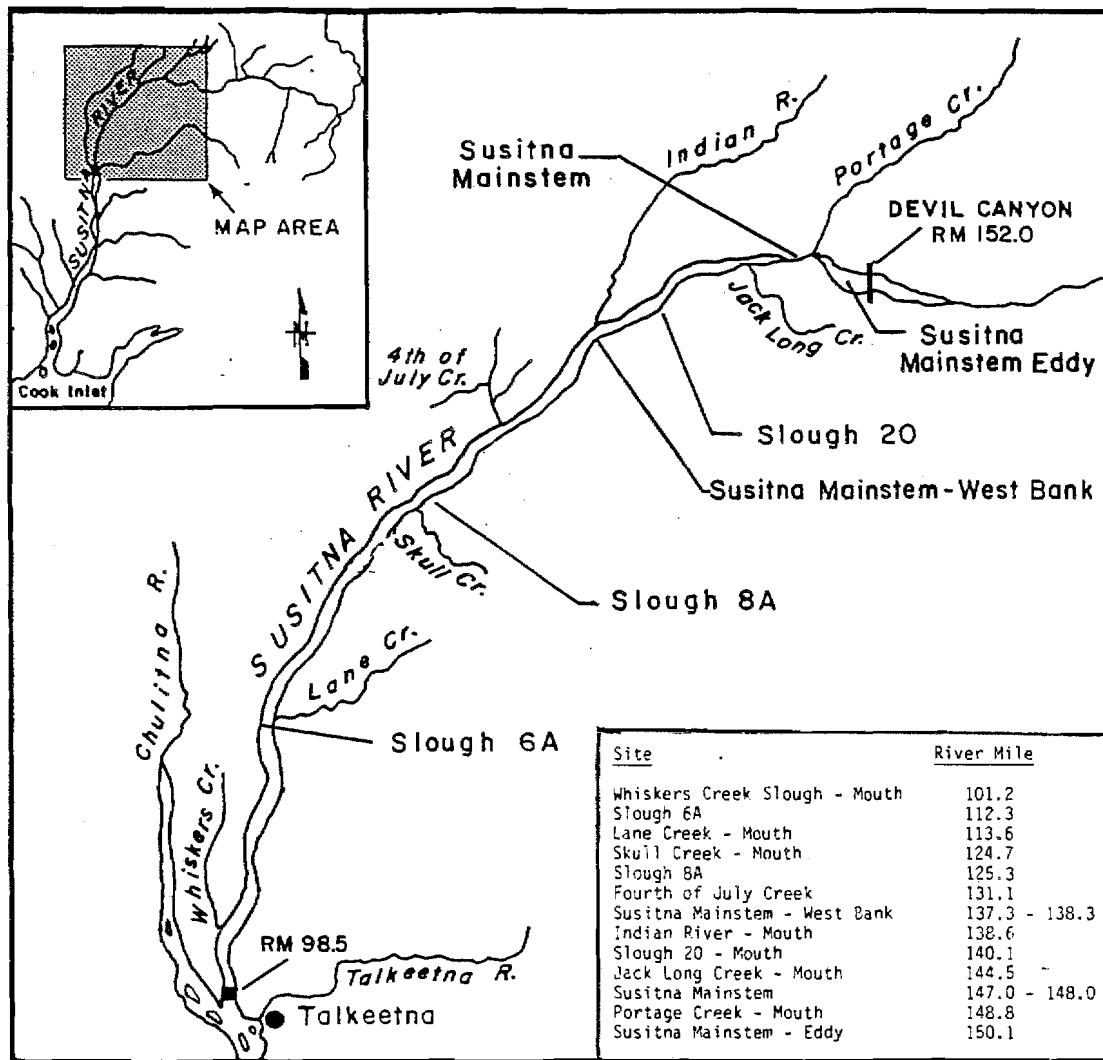 SUSITNA RIVER
MAP AREA
Cook Inlet
N
Indian R.
Portage Cr.
Susitna
Mainstem
DEVIL CANYON
RM 152.0
Jack Long
Cr.
Susitna
Mainstem Eddy
4th of
July Cr.
Slough 20
Susitna Mainstem-West Bank
SUSITNA RIVER
Skull Cr.
Slough 8A
Chulitna R.
Lane Cr.
Slough 6A
Whiskers Cr.
RM 98.5
Talkeetna R.
Talkeetna
Site River Mile
Whiskers Creek Slough - Mouth 101.2
Slough 6A 112.3
Lane Creek - Mouth 113.6
Skull Creek - Mouth 124.7
Slough 8A 125.3
Fourth of July Creek 131.1
Susitna Mainstem - West Bank 137.3 - 138.3
Indian River - Mouth 138.6
Slough 20 - Mouth 140.1
Jack Long Creek - Mouth 144.5
Susitna Mainstem 147.0 - 148.0
Portage Creek - Mouth 148.8
Susitna Mainstem - Eddy 150.1